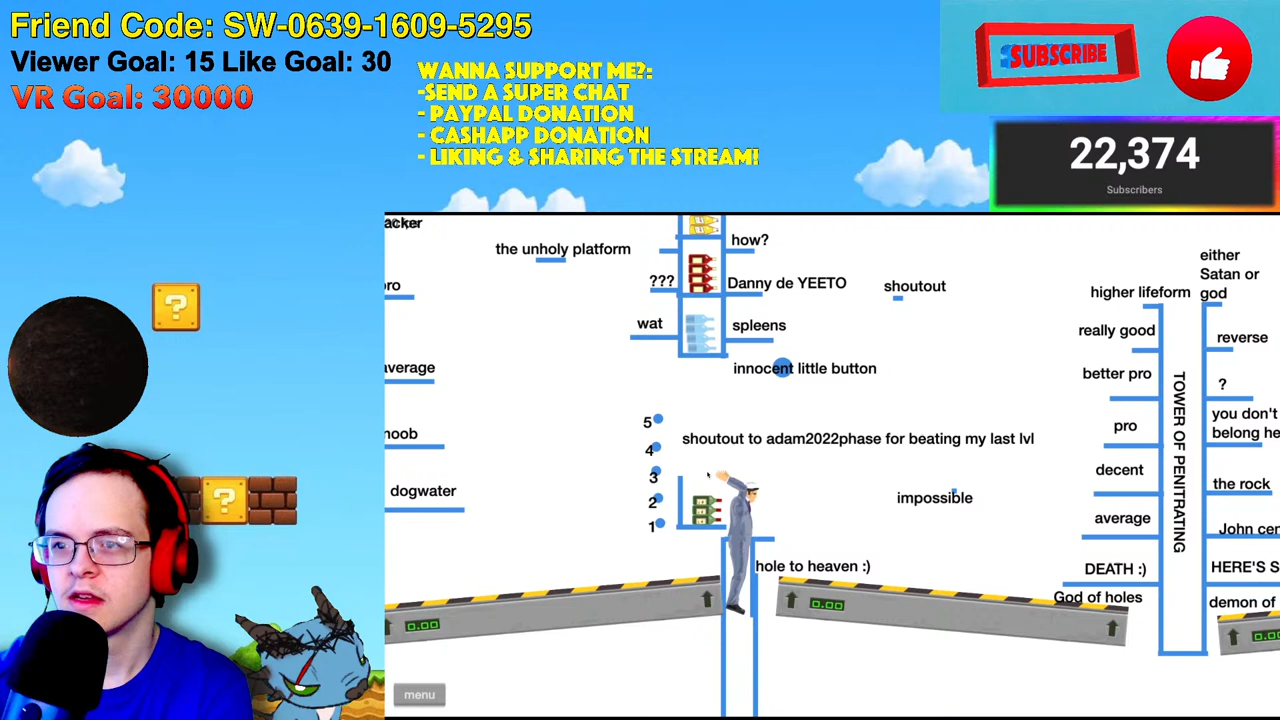 Friend Code: SW-0639-1609-5295
Viewer Goal: 15 Like Goal: 30
VR Goal: 30000
WANNA SUPPORT ME?:
-SEND A SUPER CHAT
- PAYPAL DONATION
- CASHAPP DONATION
- LIKING & SHARING THE STREAM!
SUBSCRIBE
22,374
Subscribers
acker
the unholy platform
how?
either
Satan or
god
pro
???
Danny de YEETO
shoutout
higher lifeform
wat
spleens
really good
reverse
average
innocent little button
better pro
?
noob
5
4
3
2
1
shoutout to adam2022phase for beating my last lvl
pro
you don't
belong he
dogwater
impossible
decent
the rock
average
John cen
TOWER OF PENITRATING
hole to heaven :)
DEATH :)
HERE'S S
God of holes
demon of
0.00
0.00
0.00
menu